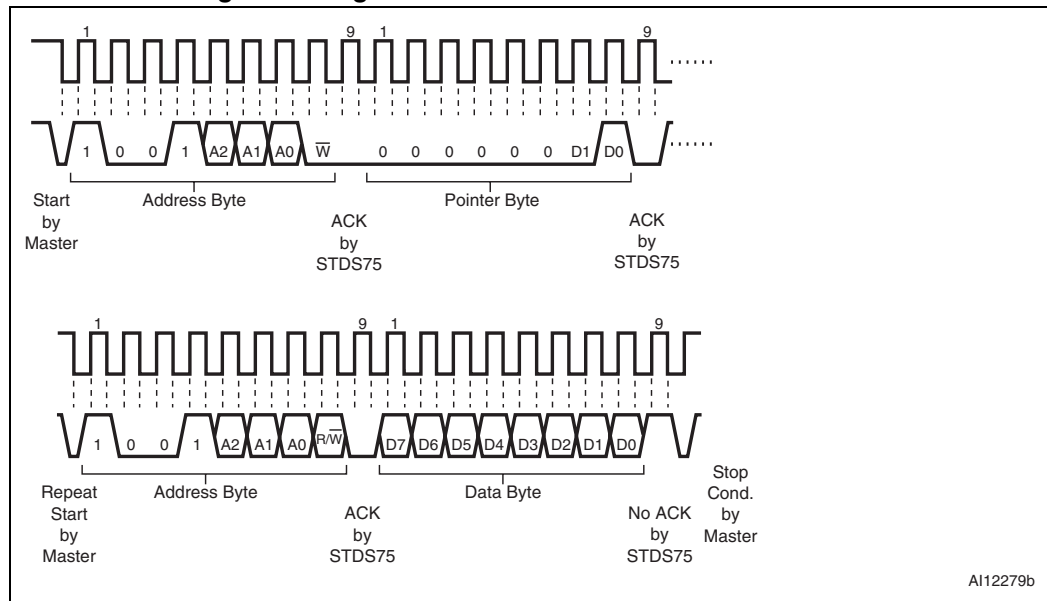 1 9 1 9
1 0 0 1 A2 A1 A0 W̅ 0 0 0 0 0 0 D1 D0
Start
by
Master
Address Byte
ACK
by
STDS75
Pointer Byte
ACK
by
STDS75
1 9 1 9
1 0 0 1 A2 A1 A0 R/W̅ D7 D6 D5 D4 D3 D2 D1 D0
Repeat
Start
by
Master
Address Byte
ACK
by
STDS75
Data Byte
No ACK
by
STDS75
Stop
Cond.
by
Master
AI12279b